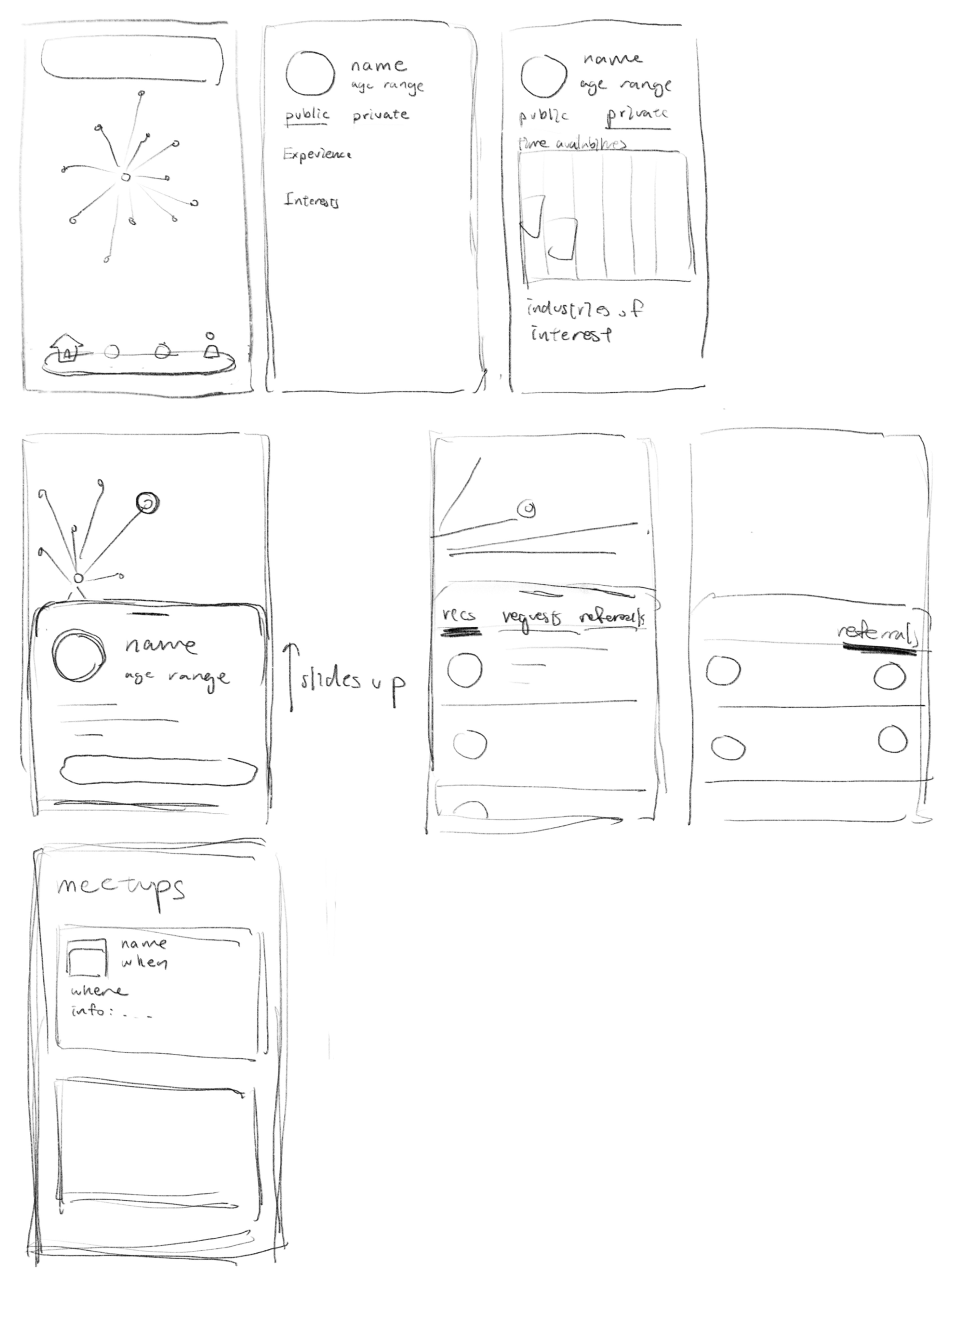 name
age range
public private
Experience
Interests
name
age range
public private
time availabilities
industries of
interest
name
age range
slides up
recs requests referrals
referrals
meetups
name
when
where
info: . . .